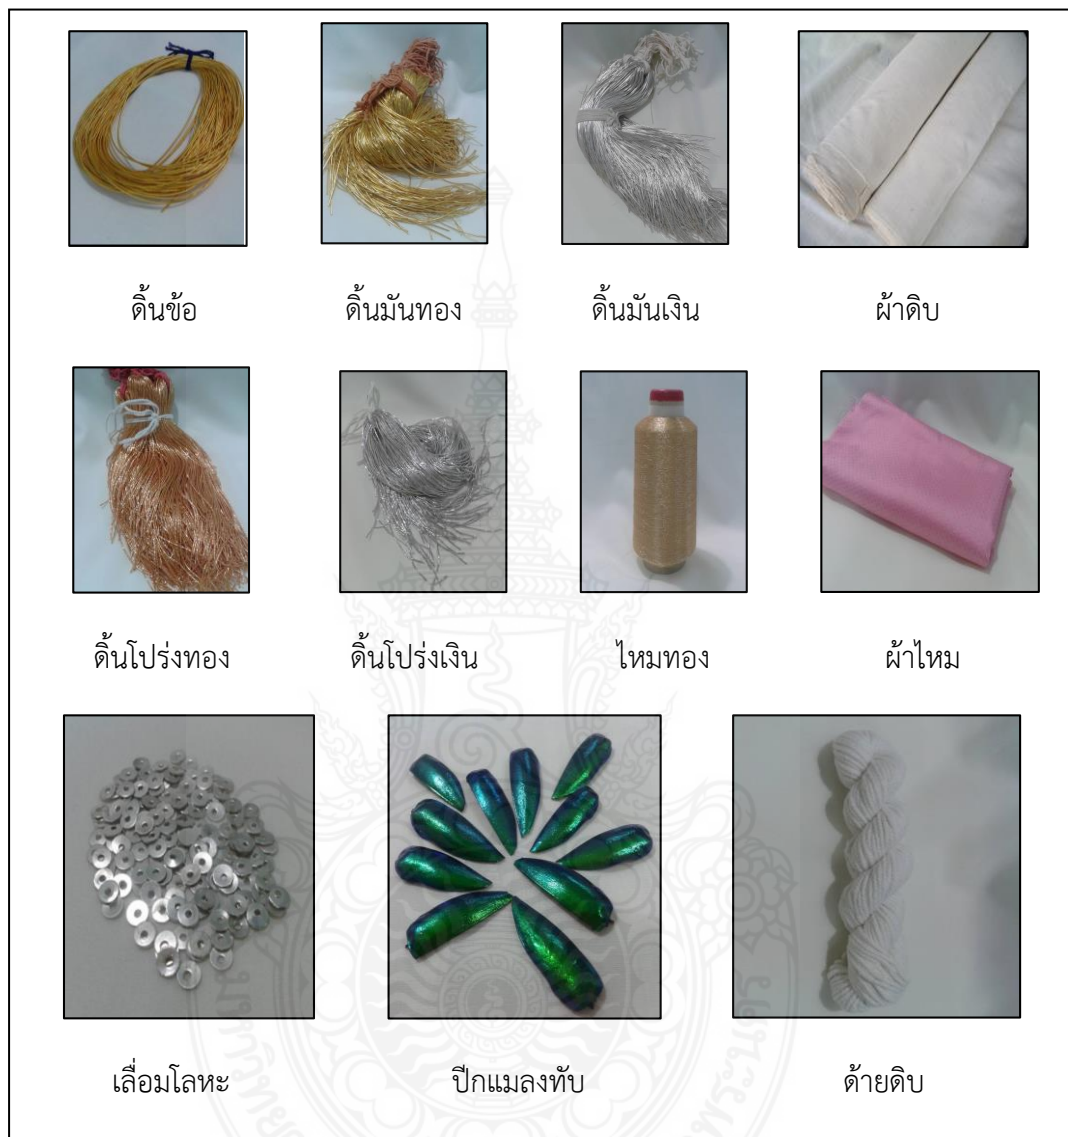 ดิ้นข้อ ดิ้นมันทอง ดิ้นมันเงิน ผ้าดิบ
ดิ้นโปร่งทอง ดิ้นโปร่งเงิน ไหมทอง ผ้าไหม
เลื่อมโลหะ ปีกแมลงทับ ด้ายดิบ